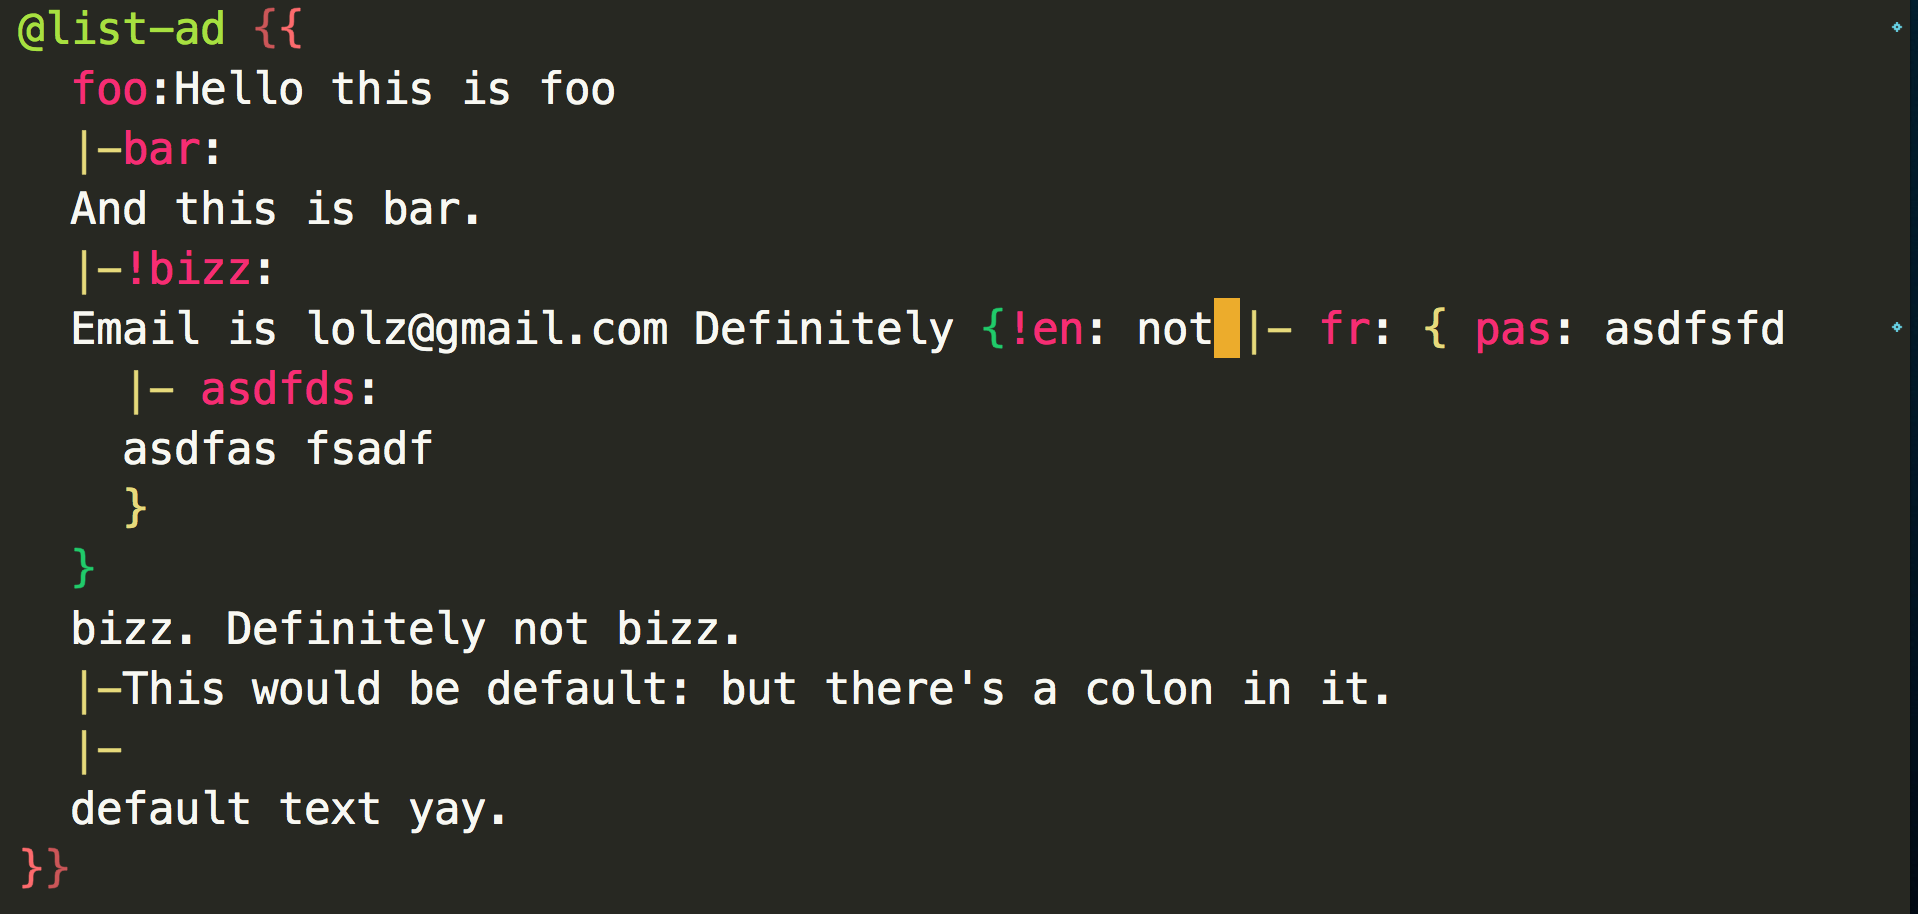 @list-ad {{
  foo:Hello this is foo
  |-bar:
  And this is bar.
  |-!bizz:
  Email is lolz@gmail.com Definitely {!en: not |- fr: { pas: asdfsfd
    |- asdfds:
    asdfas fsadf
    }
  }
  bizz. Definitely not bizz.
  |-This would be default: but there's a colon in it.
  |-
  default text yay.
}}